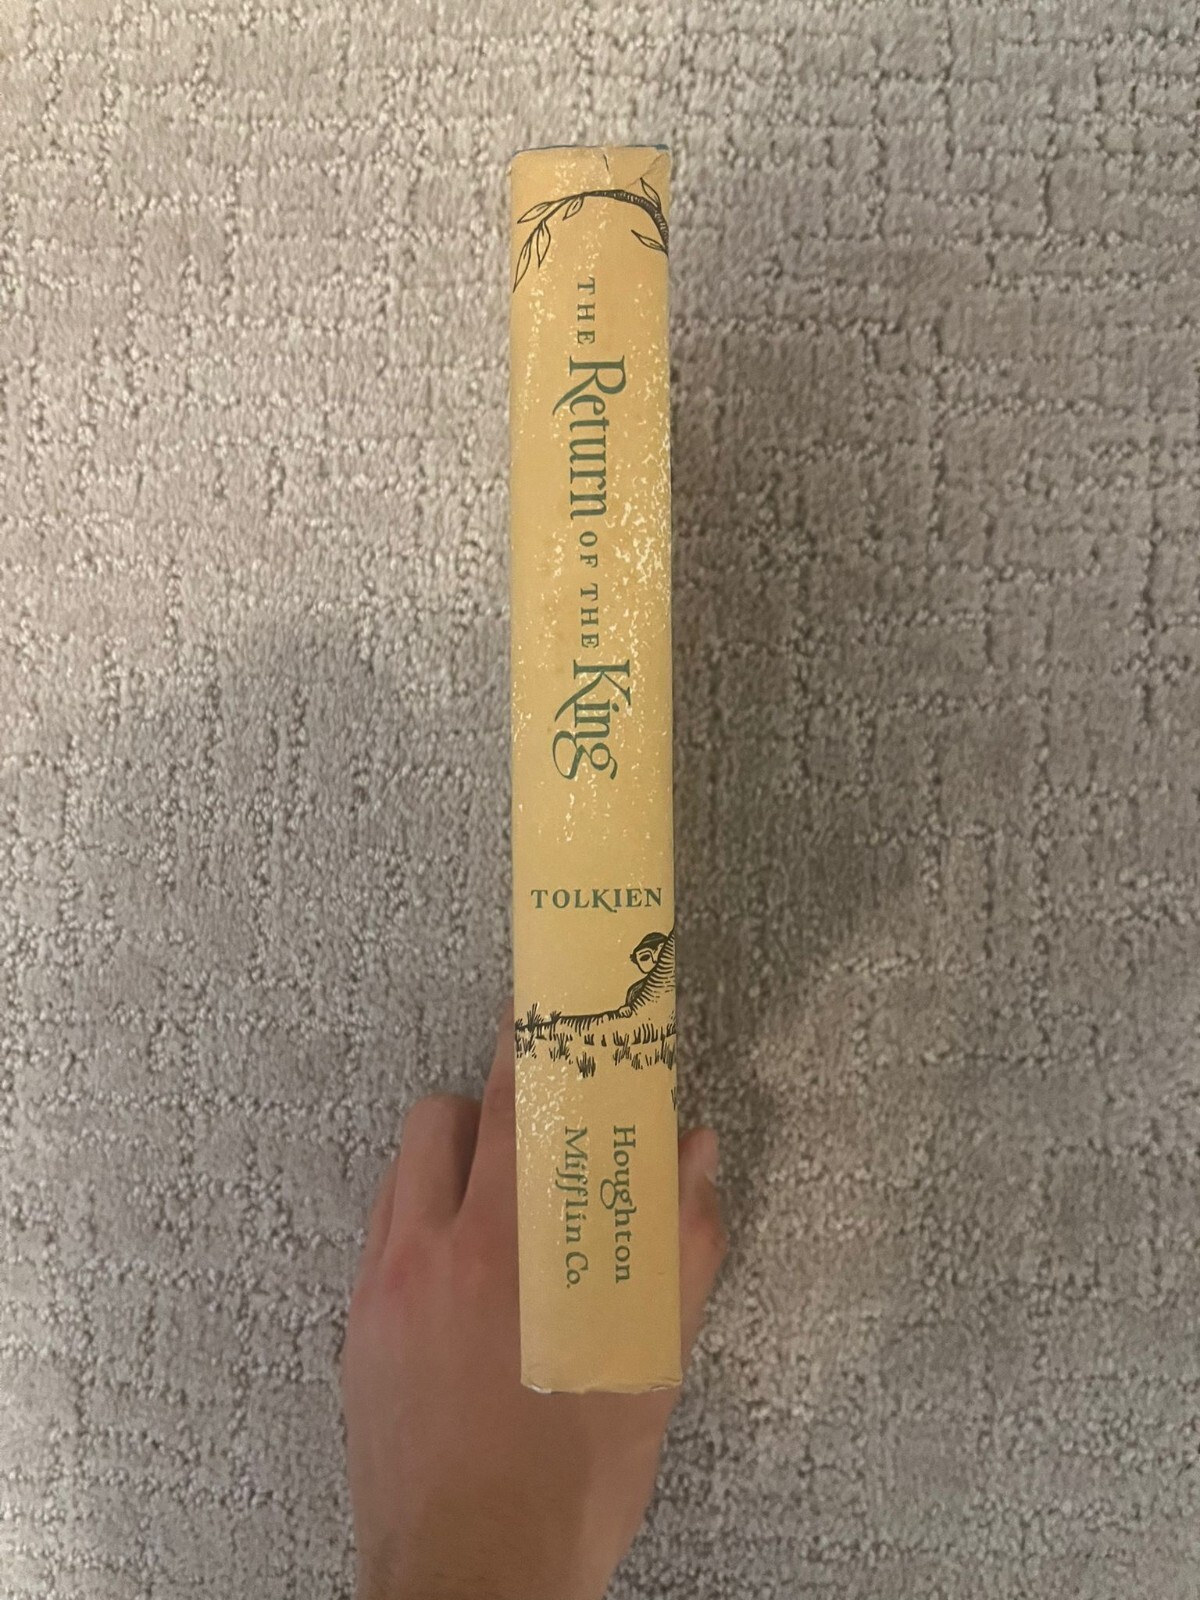 THE Return OF THE King
TOLKIEN
Houghton
Mifflin Co.